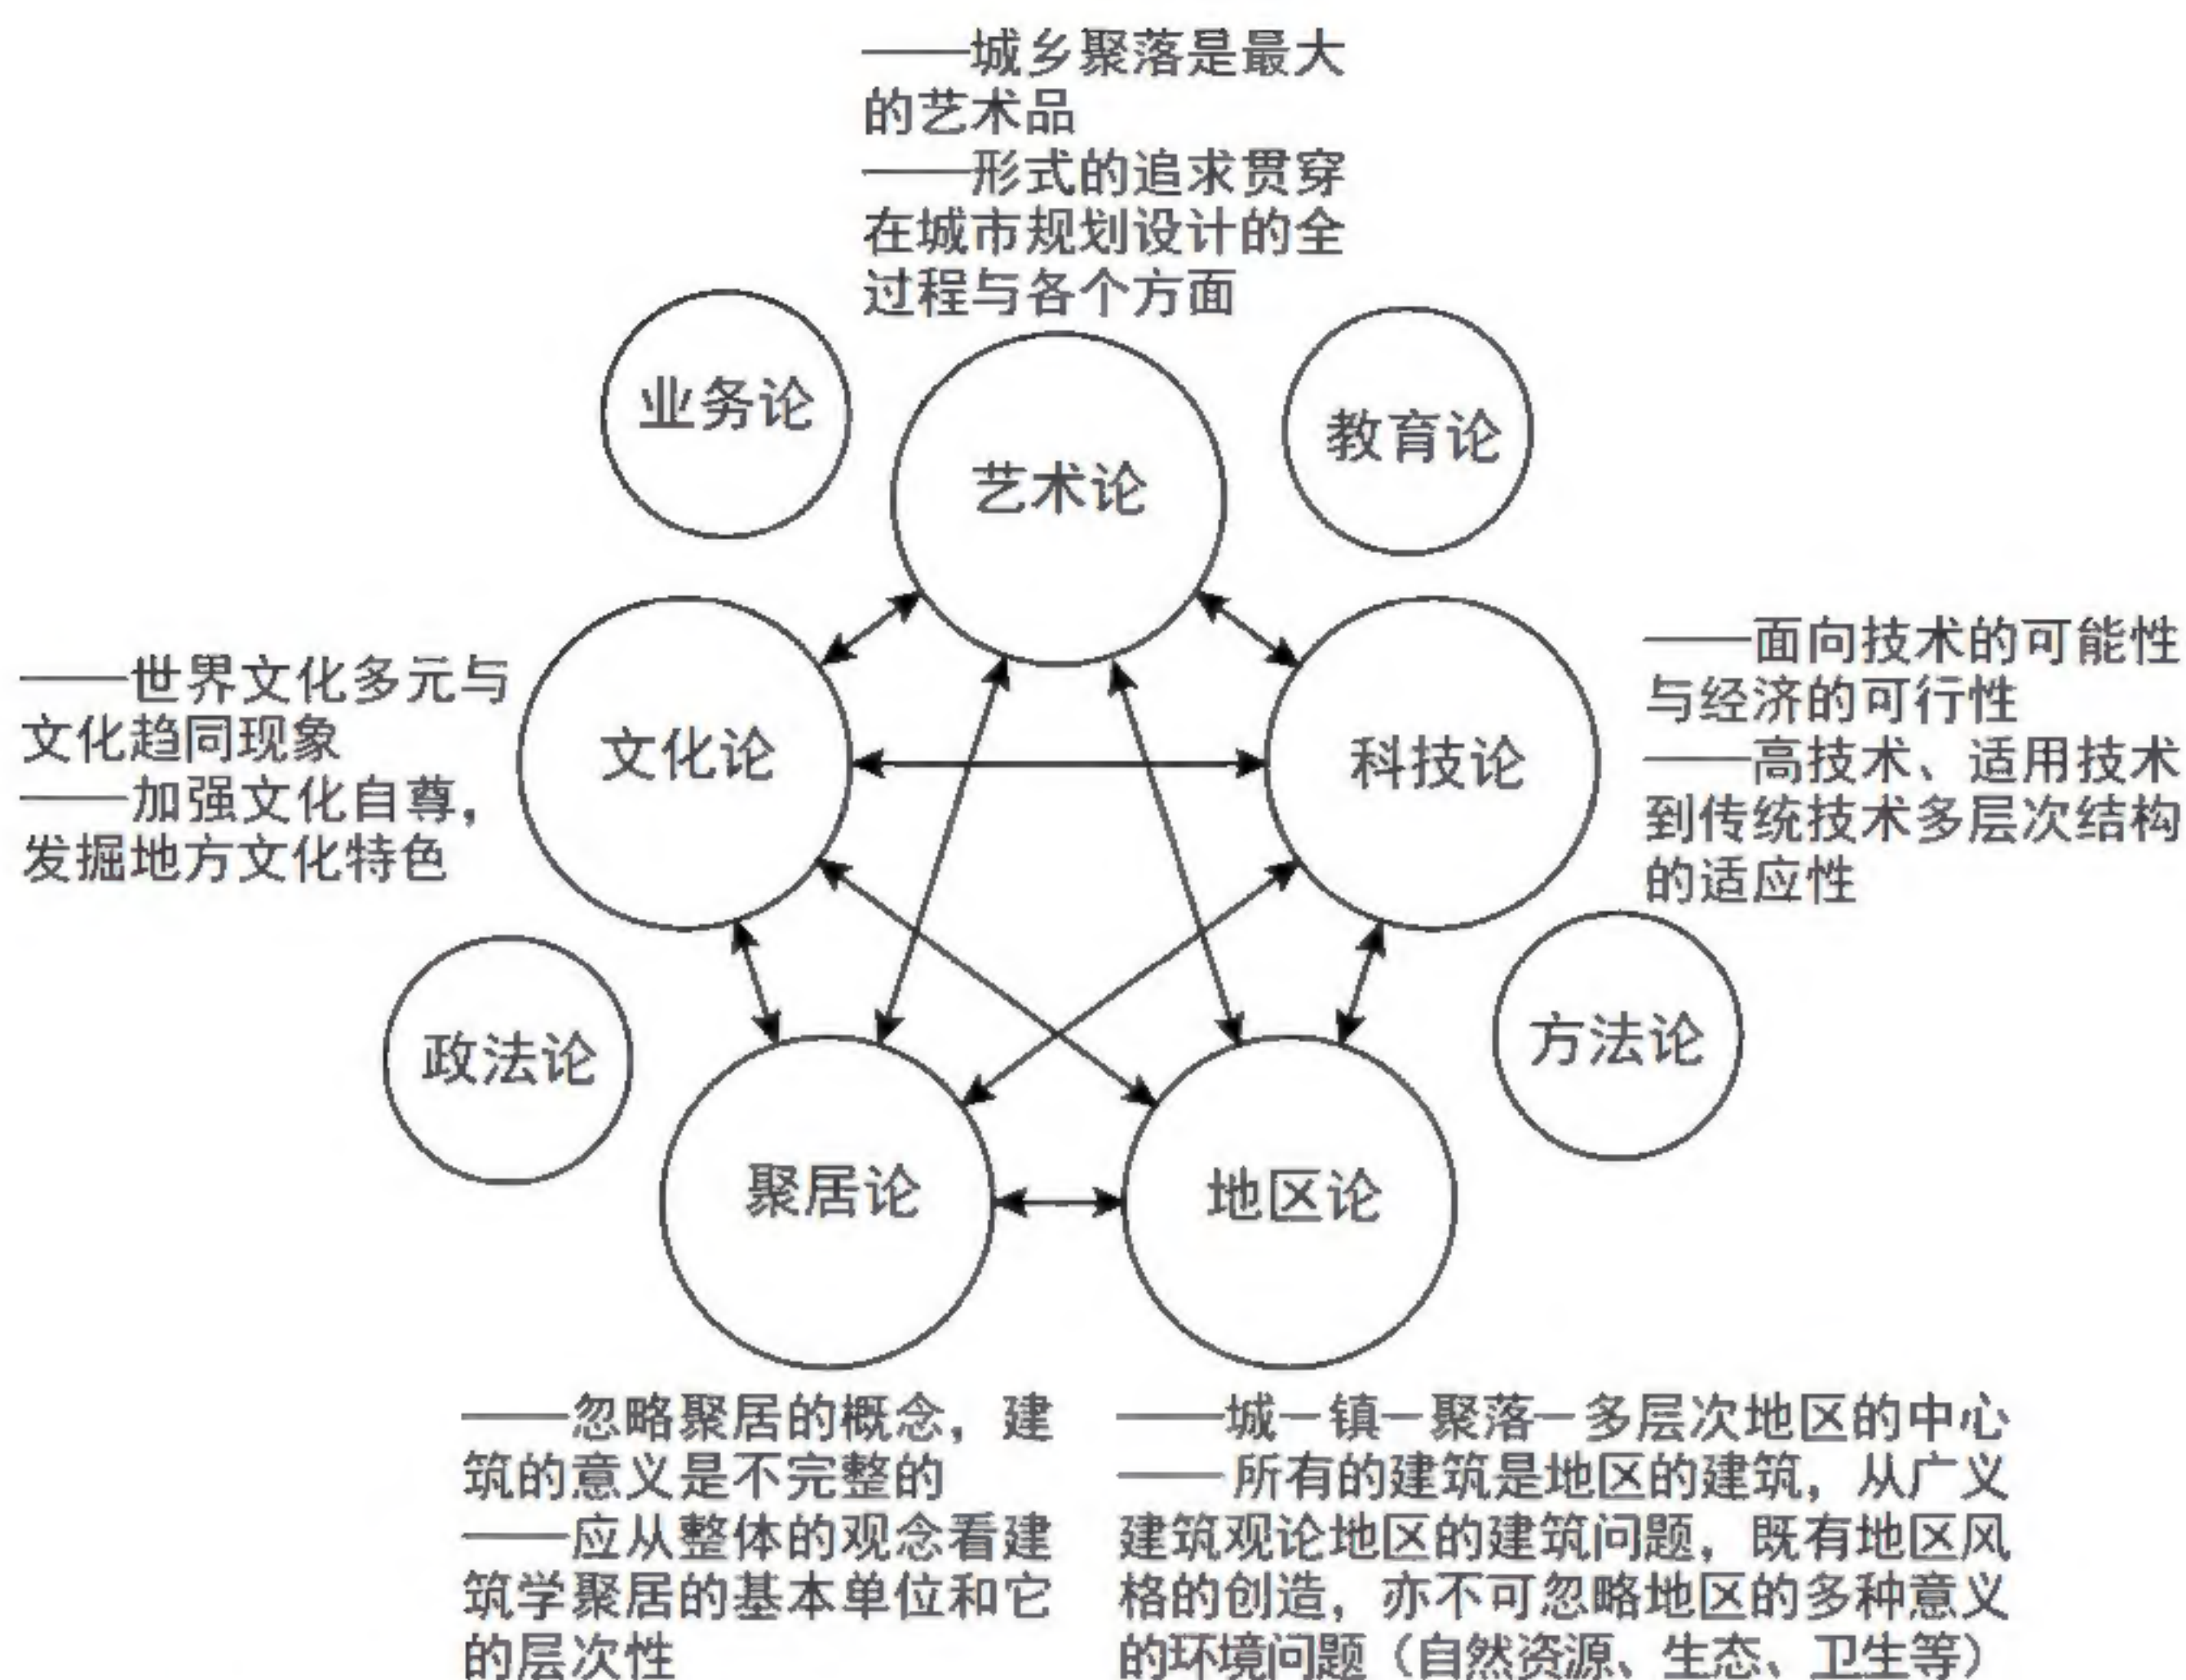 ——城乡聚落是最大
的艺术品
——形式的追求贯穿
在城市规划设计的全
过程与各个方面
业务论
教育论
艺术论
——世界文化多元与
文化趋同现象
——加强文化自尊，
发掘地方文化特色
文化论
科技论
——面向技术的可能性
与经济的可行性
——高技术、适用技术
到传统技术多层次结构
的适应性
政法论
方法论
聚居论
地区论
——忽略聚居的概念，建
筑的意义是不完整的
——应从整体的观念看建
筑学聚居的基本单位和它
的层次性
——城－镇－聚落－多层次地区的中心
——所有的建筑是地区的建筑，从广义
建筑观论地区的建筑问题，既有地区风
格的创造，亦不可忽略地区的多种意义
的环境问题（自然资源、生态、卫生等）